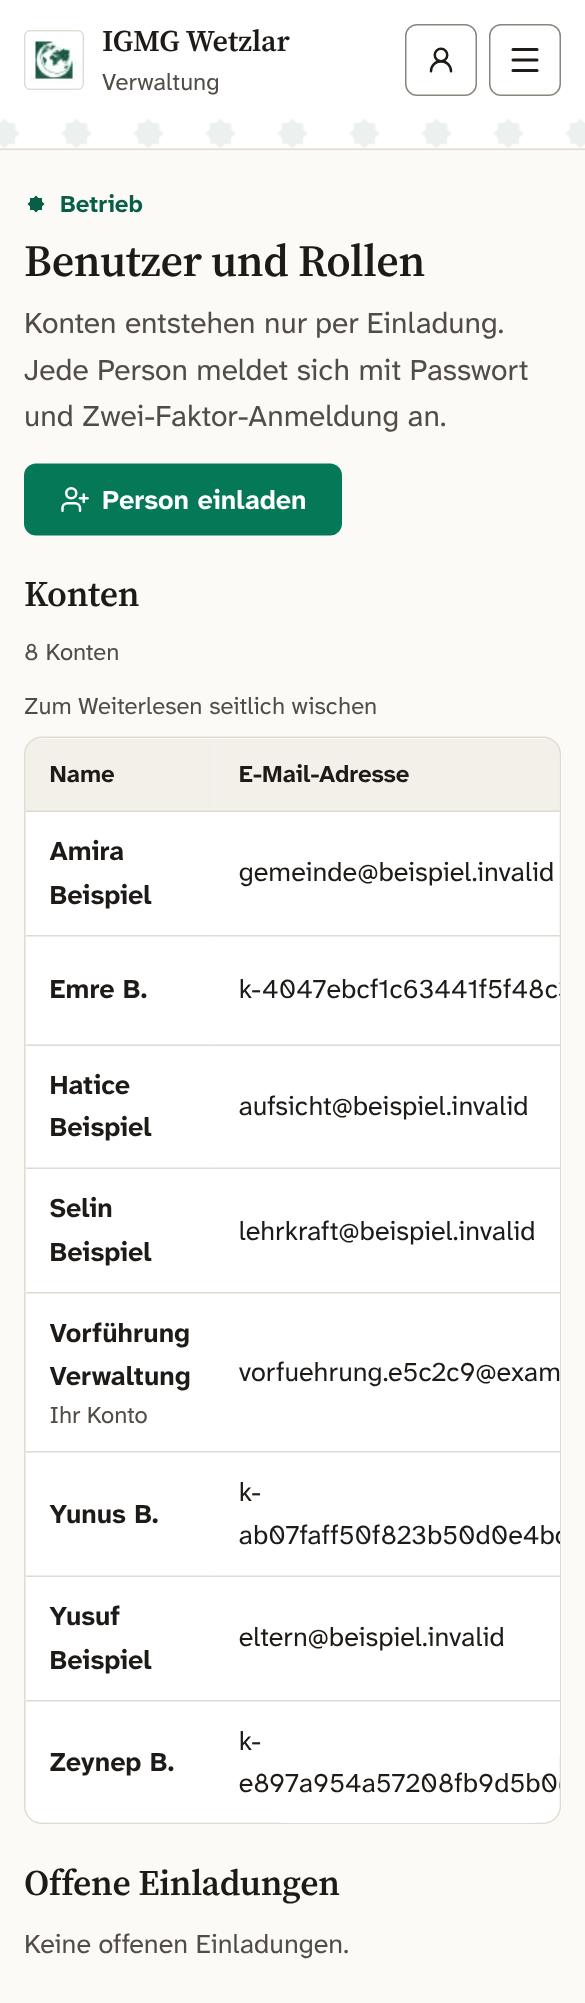 IGMG Wetzlar
Verwaltung
Betrieb
Benutzer und Rollen
Konten entstehen nur per Einladung.
Jede Person meldet sich mit Passwort
und Zwei-Faktor-Anmeldung an.
Person einladen
Konten
8 Konten
Zum Weiterlesen seitlich wischen
Name E-Mail-Adresse
Amira
Beispiel
gemeinde@beispiel.invalid
Emre B.
k-4047ebcf1c63441f5f48c
Hatice
Beispiel
aufsicht@beispiel.invalid
Selin
Beispiel
lehrkraft@beispiel.invalid
Vorführung
Verwaltung
Ihr Konto
vorfuehrung.e5c2c9@exam
Yunus B.
k-
ab07faff50f823b50d0e4b
Yusuf
Beispiel
eltern@beispiel.invalid
Zeynep B.
k-
e897a954a57208fb9d5b0
Offene Einladungen
Keine offenen Einladungen.